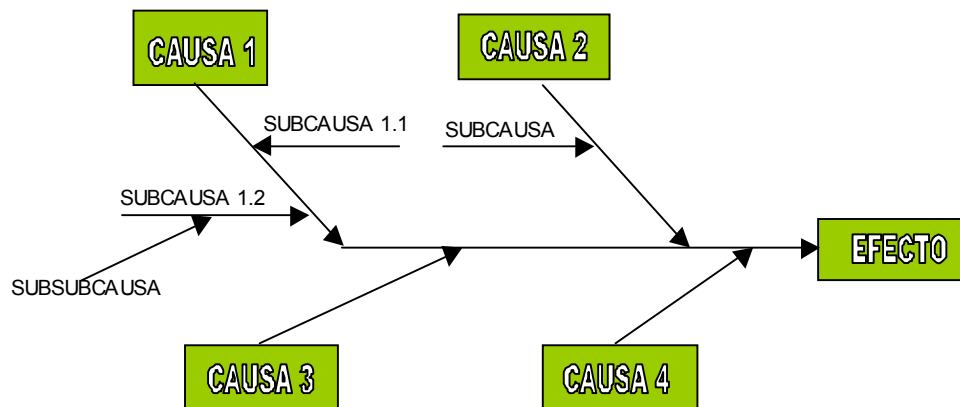 CAUSA 1
CAUSA 2
SUBCAUSA 1.1
SUBCAUSA
SUBCAUSA 1.2
EFECTO
SUBSUBCAUSA
CAUSA 3
CAUSA 4